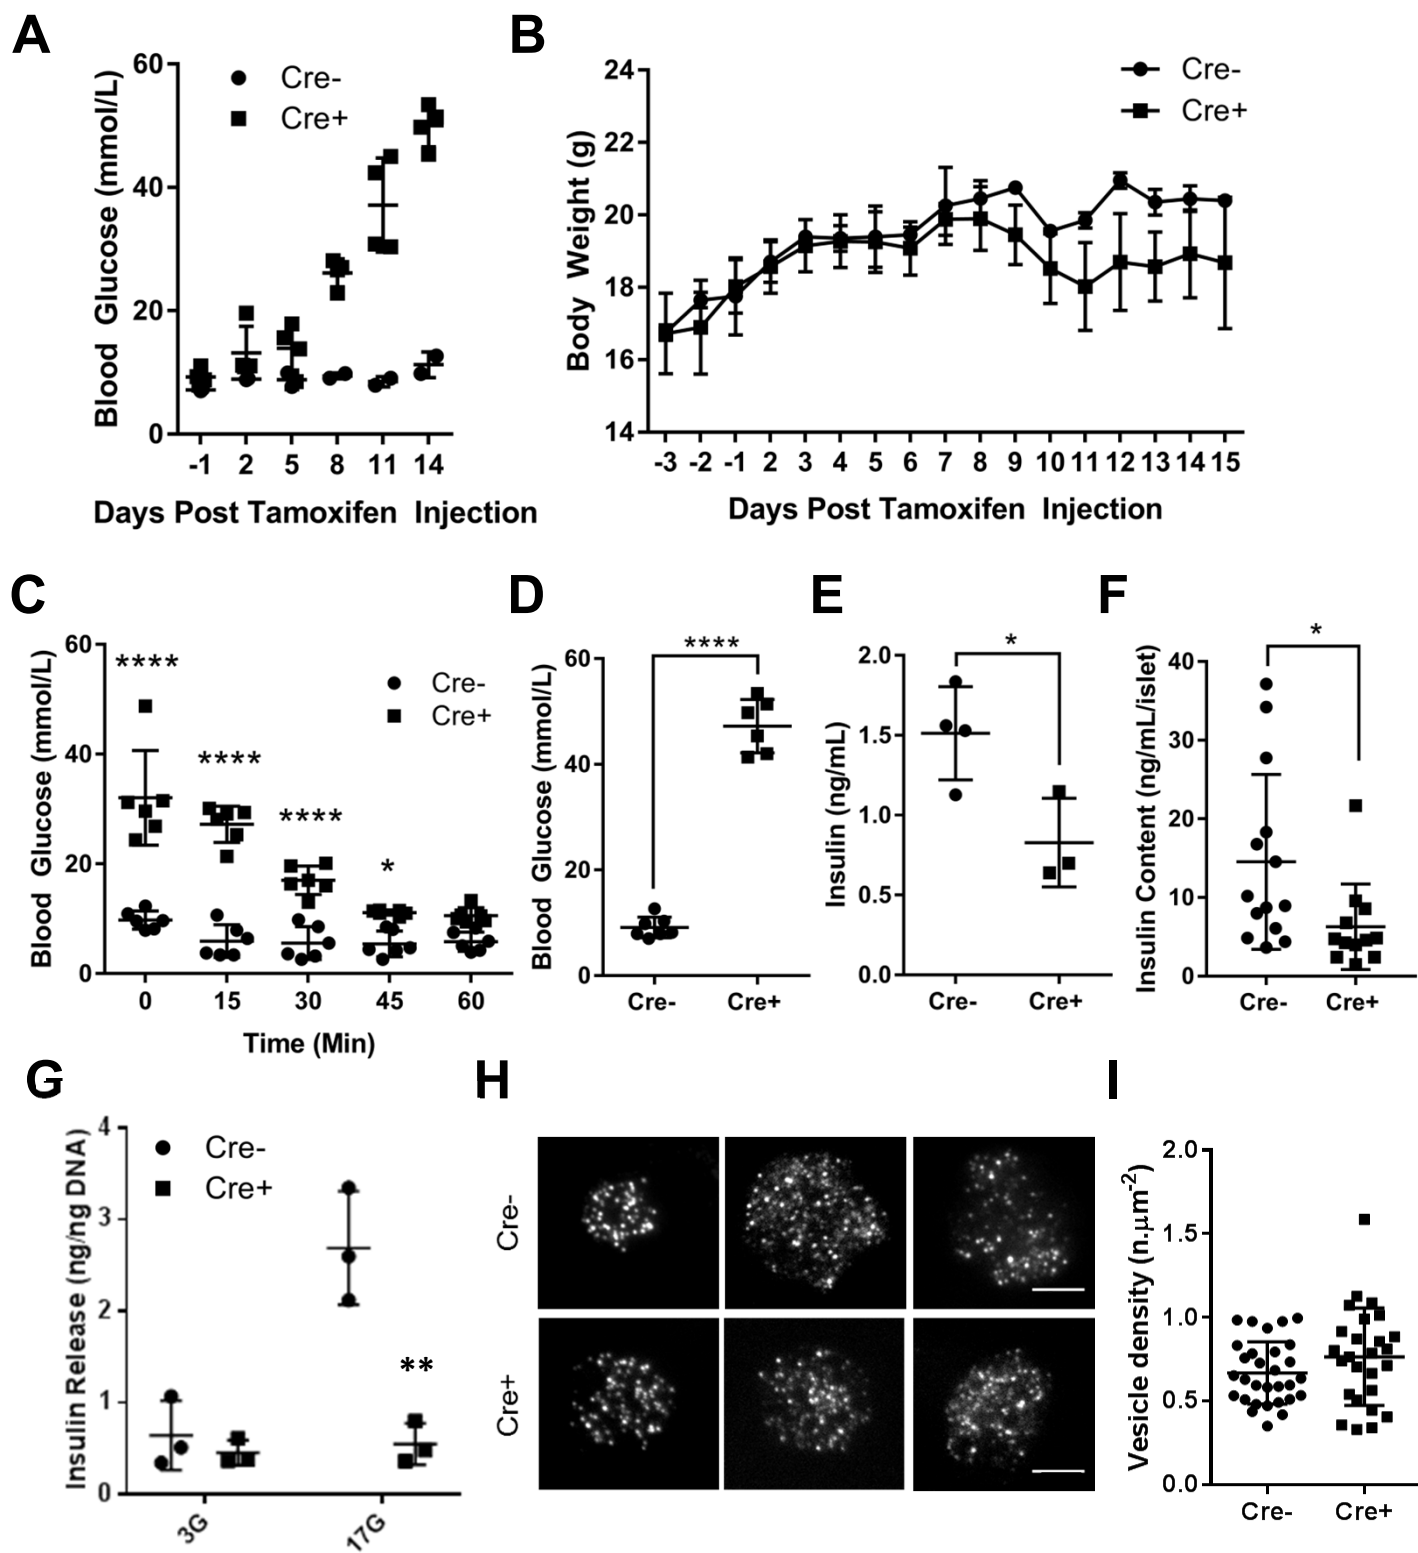 A
60
40
20
0
Blood Glucose (mmol/L)
Cre-
Cre+
-1 2 5 8 11 14
Days Post Tamoxifen Injection
B
24
22
20
18
16
14
Body Weight (g)
Cre-
Cre+
-3 -2 -1 2 3 4 5 6 7 8 9 10 11 12 13 14 15
Days Post Tamoxifen Injection
C
60
40
20
0
Blood Glucose (mmol/L)
****
****
****
*
Cre-
Cre+
0 15 30 45 60
Time (Min)
D
60
40
20
0
Blood Glucose (mmol/L)
****
Cre- Cre+
E
2.0
1.5
1.0
0.5
0.0
Insulin (ng/mL)
*
Cre- Cre+
F
40
30
20
10
0
Insulin Content (ng/mL/islet)
*
Cre- Cre+
G
4
3
2
1
0
Insulin Release (ng/ng DNA)
Cre-
Cre+
**
3G 17G
H
Cre-
Cre+
I
2.0
1.5
1.0
0.5
0.0
Vesicle density (n.µm-2)
Cre- Cre+